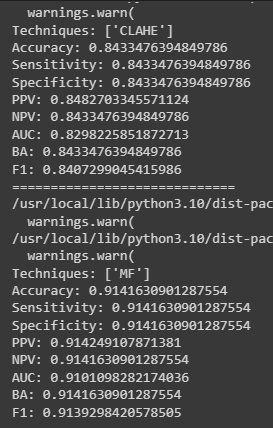 warnings.warn(
Techniques: ['CLAHE']
Accuracy: 0.8433476394849786
Sensitivity: 0.8433476394849786
Specificity: 0.8433476394849786
PPV: 0.8482703345571124
NPV: 0.8433476394849786
AUC: 0.8298225851872713
BA: 0.8433476394849786
F1: 0.8407299045415986
=============================
/usr/local/lib/python3.10/dist-pac
warnings.warn(
/usr/local/lib/python3.10/dist-pac
warnings.warn(
Techniques: ['MF']
Accuracy: 0.9141630901287554
Sensitivity: 0.9141630901287554
Specificity: 0.9141630901287554
PPV: 0.914249107871381
NPV: 0.9141630901287554
AUC: 0.9101098282174036
BA: 0.9141630901287554
F1: 0.9139298420578505